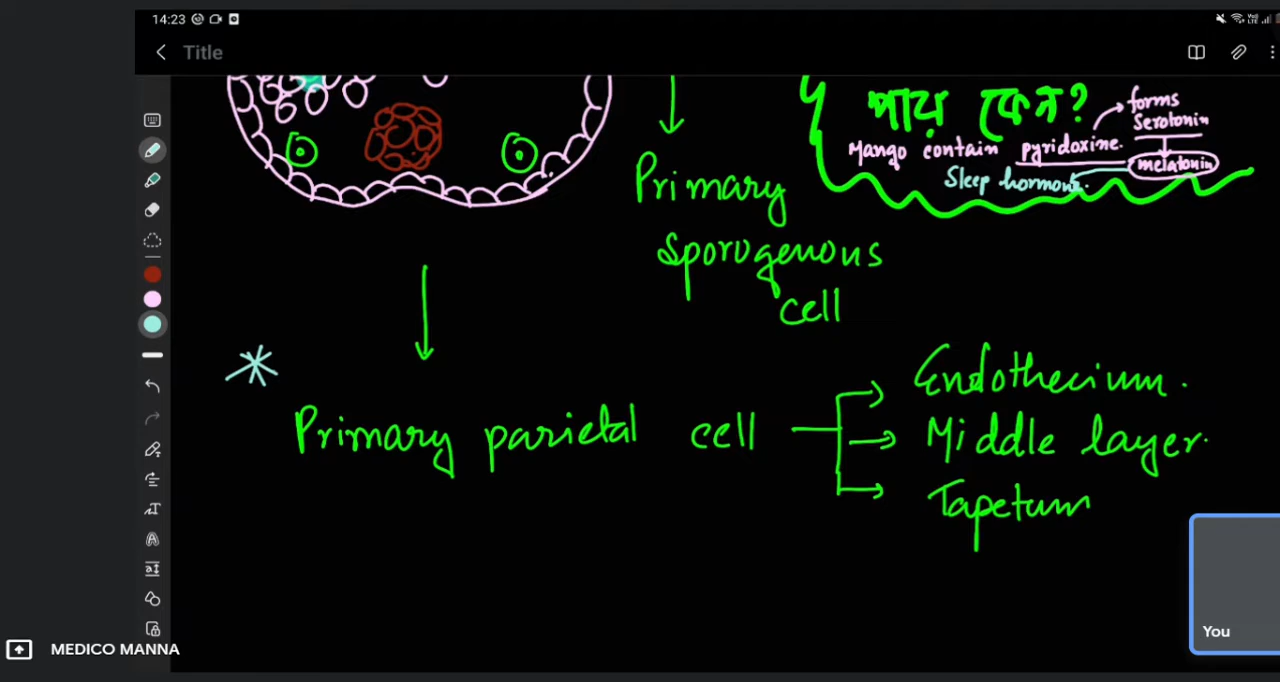 14:23
Title
পায় কেন?
forms
Serotonin
Mango contain pyridoxine.
melatonin
Sleep hormone.
Primary
Sporogenous
cell
Primary parietal cell
Endothecium.
Middle layer.
Tapetum
You
MEDICO MANNA